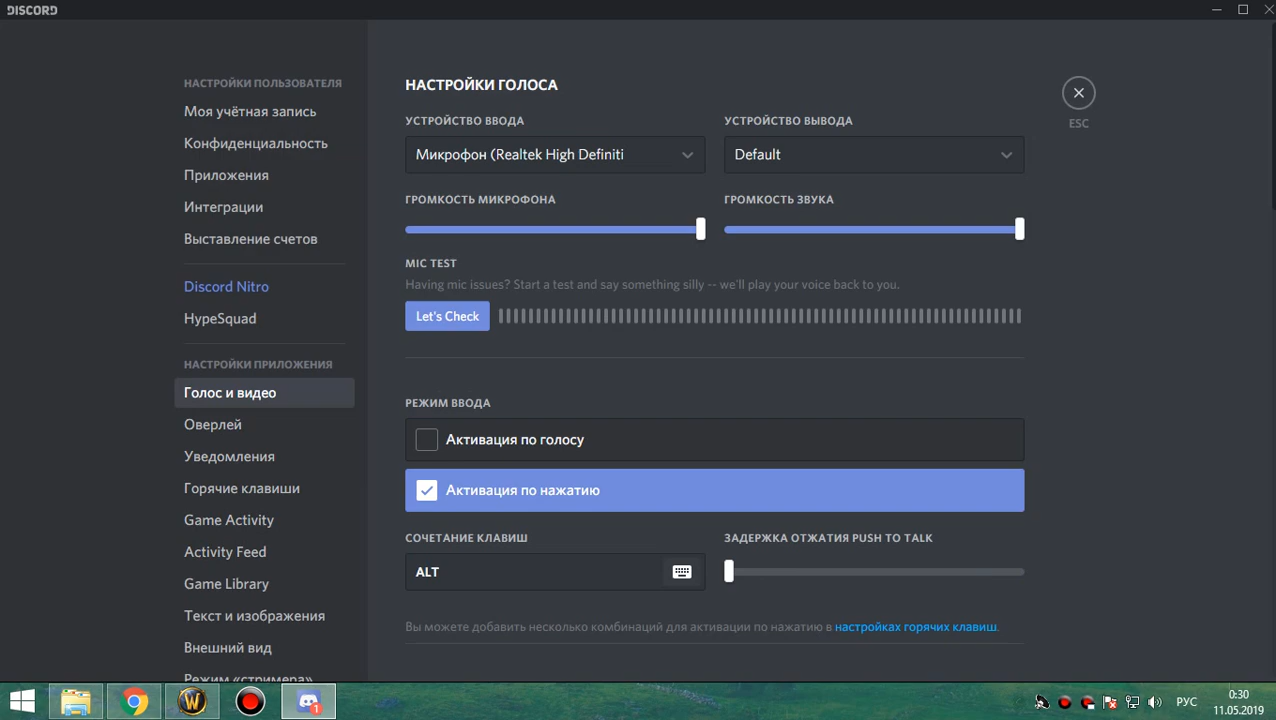 DISCORD
НАСТРОЙКИ ПОЛЬЗОВАТЕЛЯ
Моя учётная запись
Конфиденциальность
Приложения
Интеграции
Выставление счетов
Discord Nitro
HypeSquad
НАСТРОЙКИ ПРИЛОЖЕНИЯ
Голос и видео
Оверлей
Уведомления
Горячие клавиши
Game Activity
Activity Feed
Game Library
Текст и изображения
Внешний вид
Режим «стримера»
НАСТРОЙКИ ГОЛОСА
УСТРОЙСТВО ВВОДА
УСТРОЙСТВО ВЫВОДА
Микрофон (Realtek High Definiti
Default
ГРОМКОСТЬ МИКРОФОНА
ГРОМКОСТЬ ЗВУКА
MIC TEST
Having mic issues? Start a test and say something silly -- we'll play your voice back to you.
Let's Check
РЕЖИМ ВВОДА
Активация по голосу
Активация по нажатию
СОЧЕТАНИЕ КЛАВИШ
ЗАДЕРЖКА ОТЖАТИЯ PUSH TO TALK
ALT
Вы можете добавить несколько комбинаций для активации по нажатию в настройках горячих клавиш.
ESC
1
РУС
0:30
11.05.2019